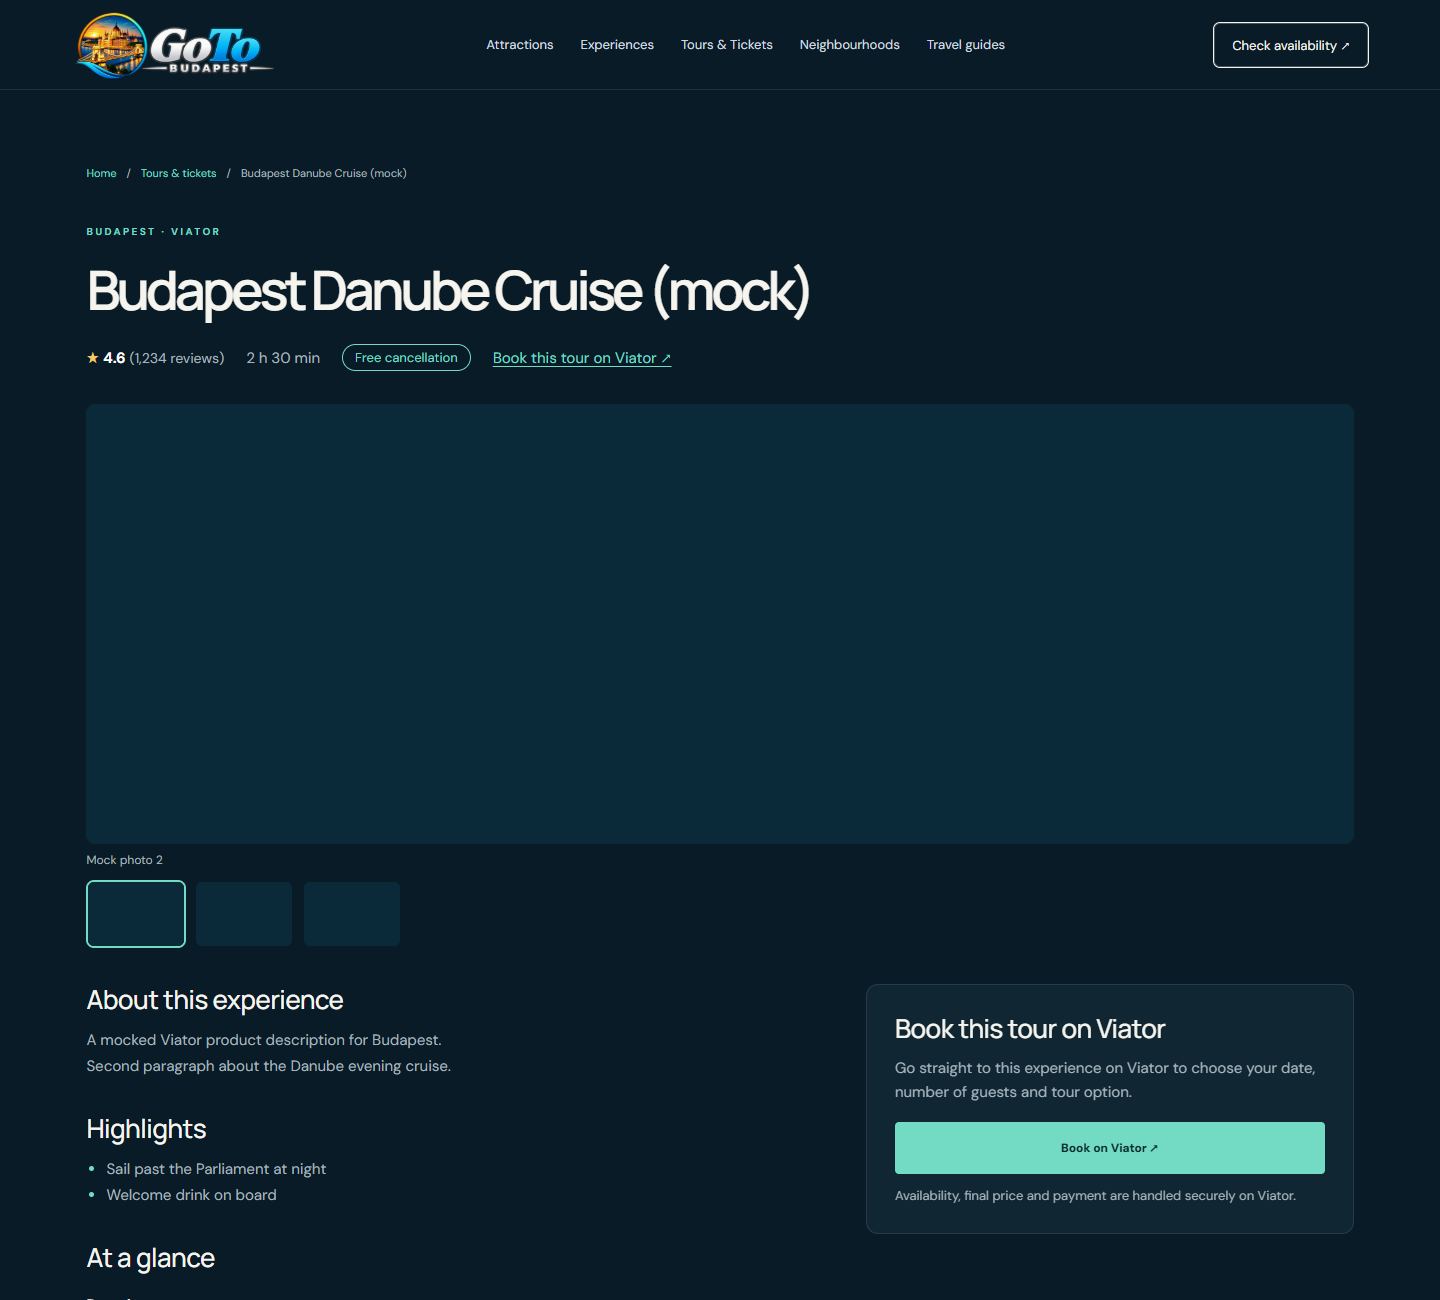 GoTo
BUDAPEST
Attractions
Experiences
Tours & Tickets
Neighbourhoods
Travel guides
Check availability ↗
Home / Tours & tickets / Budapest Danube Cruise (mock)
BUDAPEST · VIATOR
Budapest Danube Cruise (mock)
★ 4.6 (1,234 reviews) 2 h 30 min Free cancellation Book this tour on Viator ↗
Mock photo 2
About this experience
A mocked Viator product description for Budapest.
Second paragraph about the Danube evening cruise.
Highlights
• Sail past the Parliament at night
• Welcome drink on board
At a glance
Book this tour on Viator
Go straight to this experience on Viator to choose your date,
number of guests and tour option.
Book on Viator ↗
Availability, final price and payment are handled securely on Viator.